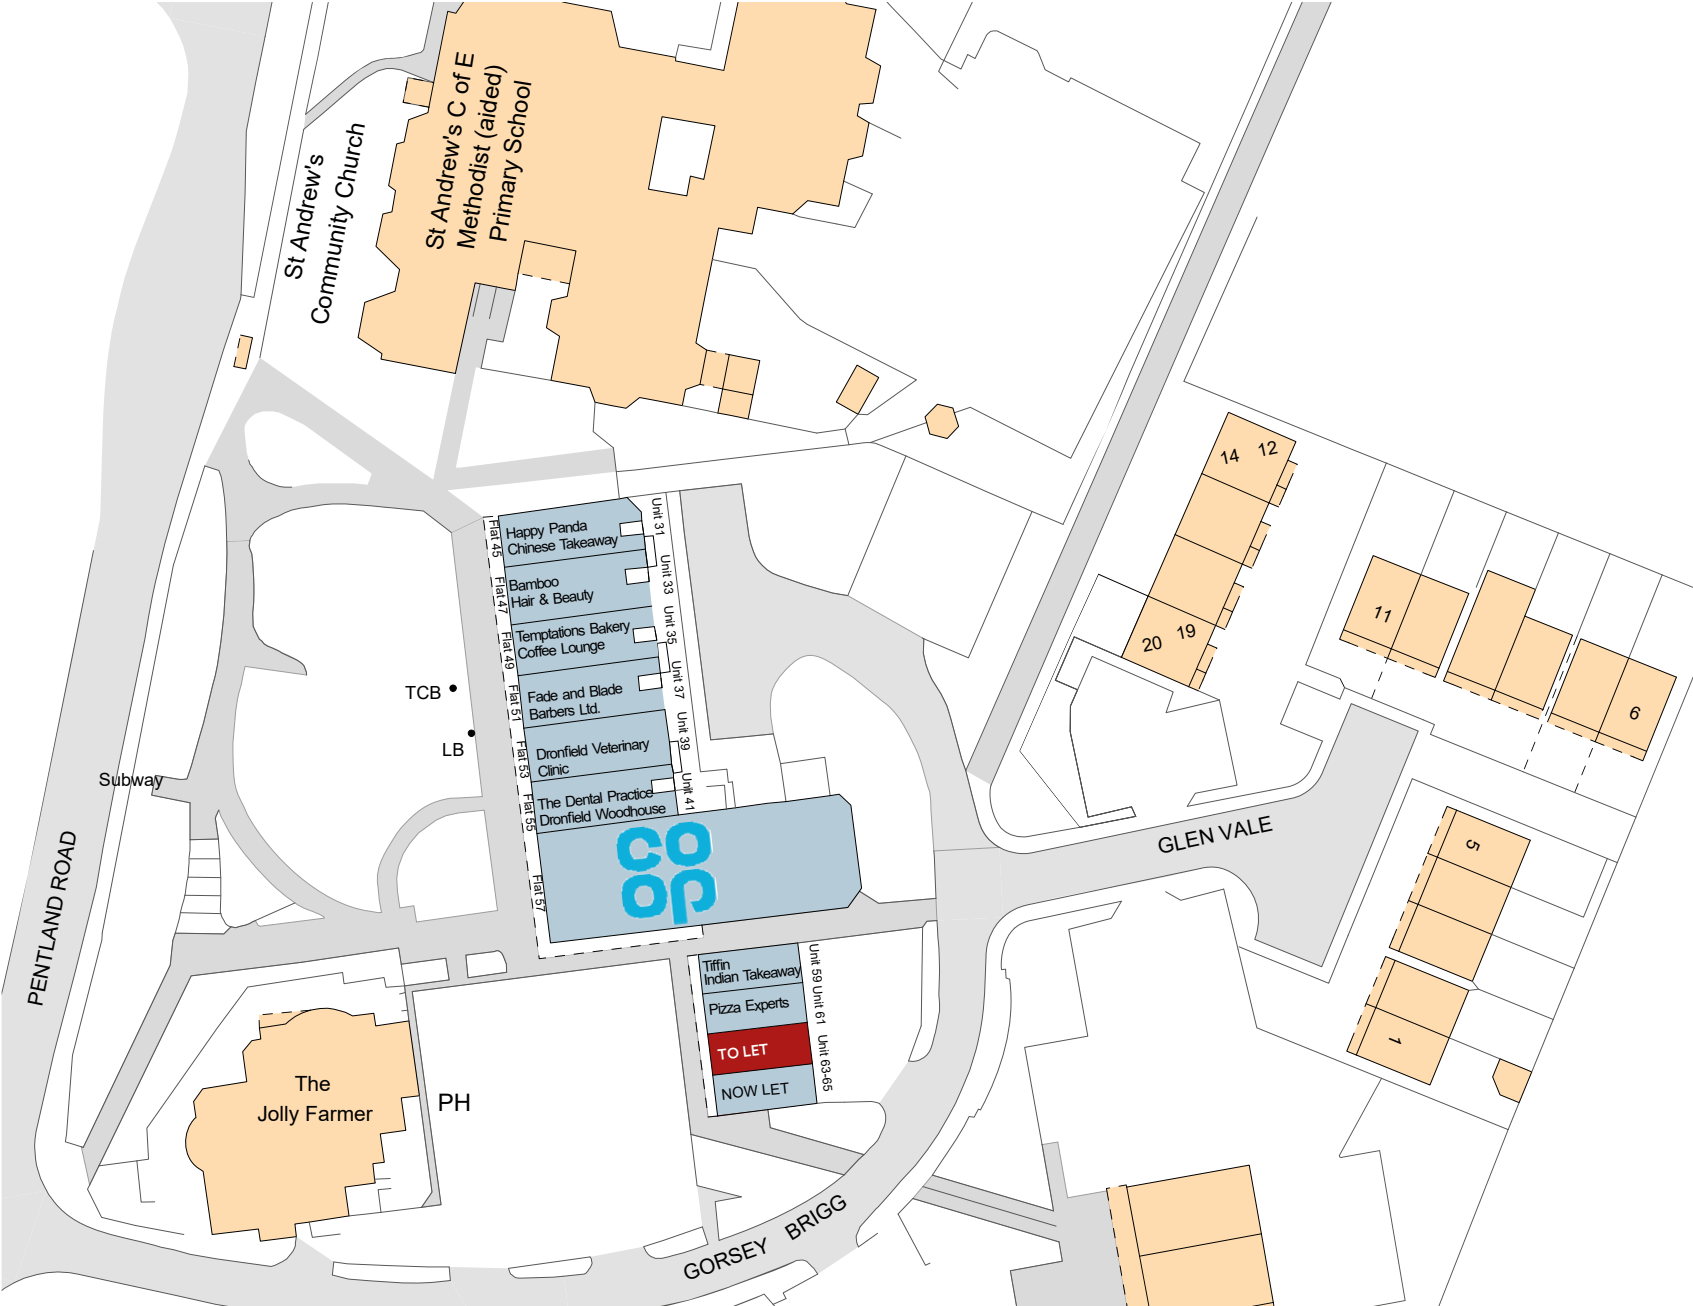 St Andrew's
Community Church
St Andrew's C of E
Methodist (aided)
Primary School
Happy Panda
Chinese Takeaway
Bamboo
Hair & Beauty
Temptations Bakery
Coffee Lounge
Fade and Blade
Barbers Ltd.
Dronfield Veterinary
Clinic
The Dental Practice
Dronfield Woodhouse
Flat 45
Flat 47
Flat 49
Flat 51
Flat 53
Flat 55
Flat 57
Unit 31
Unit 33
Unit 35
Unit 37
Unit 39
Unit 41
co
op
TCB
LB
Subway
PENTLAND ROAD
Tiffin
Indian Takeaway
Pizza Experts
TO LET
NOW LET
Unit 59
Unit 61
Unit 63-65
The
Jolly Farmer
PH
GORSEY BRIGG
GLEN VALE
14
12
20
19
11
6
5
1